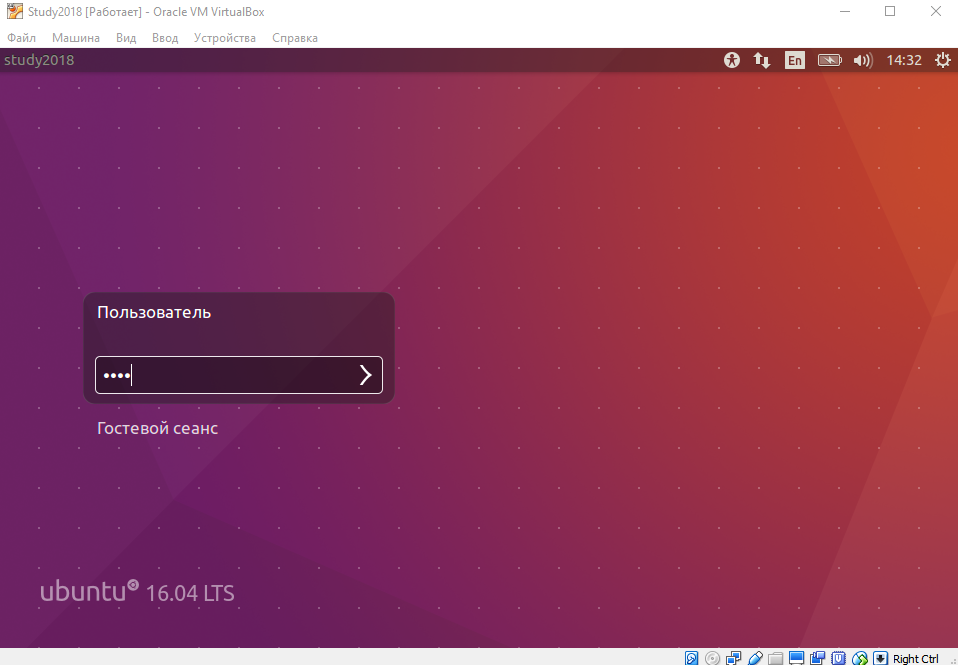 Study2018 [Работает] - Oracle VM VirtualBox
Файл Машина Вид Ввод Устройства Справка
study2018 En 14:32
Пользователь
••••
Гостевой сеанс
ubuntu 16.04 LTS
Right Ctrl